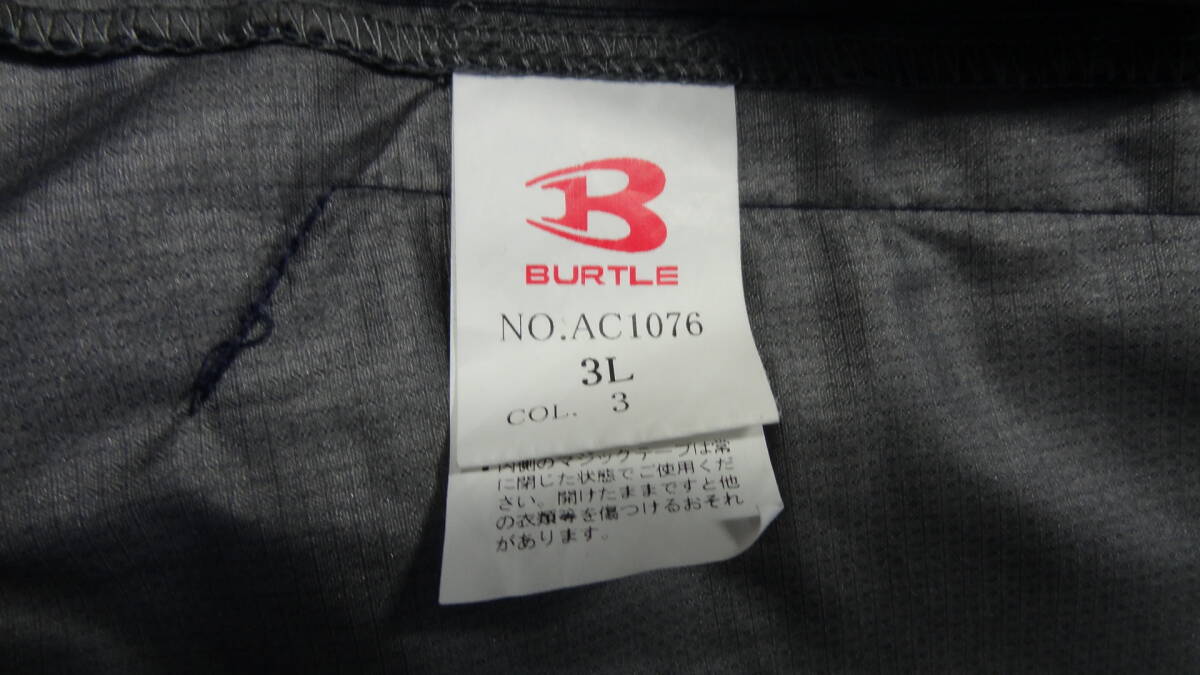 B
BURTLE
NO.AC1076
3L
COL. 3
・内側のマジックテープは常
に閉じた状態でご使用くだ
さい。開けたままですと他
の衣類等を傷つけるおそれ
があります。